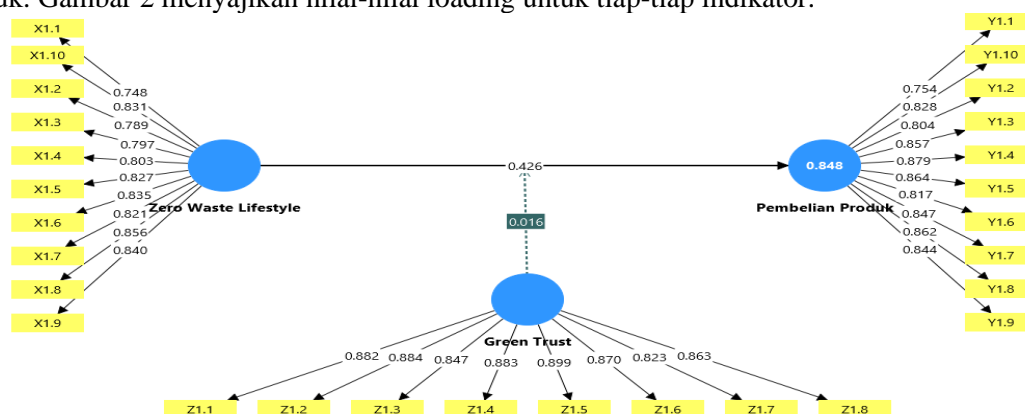 uk. Gambar 2 menyajikan nilai-nilai loading untuk tiap-tiap indikator.
X1.1
X1.10
X1.2
X1.3
X1.4
X1.5
X1.6
X1.7
X1.8
X1.9
0.748
0.831
0.789
0.797
0.803
0.827
0.835
0.821
0.856
0.840
Zero Waste Lifestyle
0.426
0.016
0.848
Pembelian Produk
0.754
0.828
0.804
0.857
0.879
0.864
0.817
0.847
0.862
0.844
Y1.1
Y1.10
Y1.2
Y1.3
Y1.4
Y1.5
Y1.6
Y1.7
Y1.8
Y1.9
Green Trust
0.882 0.884 0.847 0.883 0.899 0.870 0.823 0.863
Z1.1 Z1.2 Z1.3 Z1.4 Z1.5 Z1.6 Z1.7 Z1.8